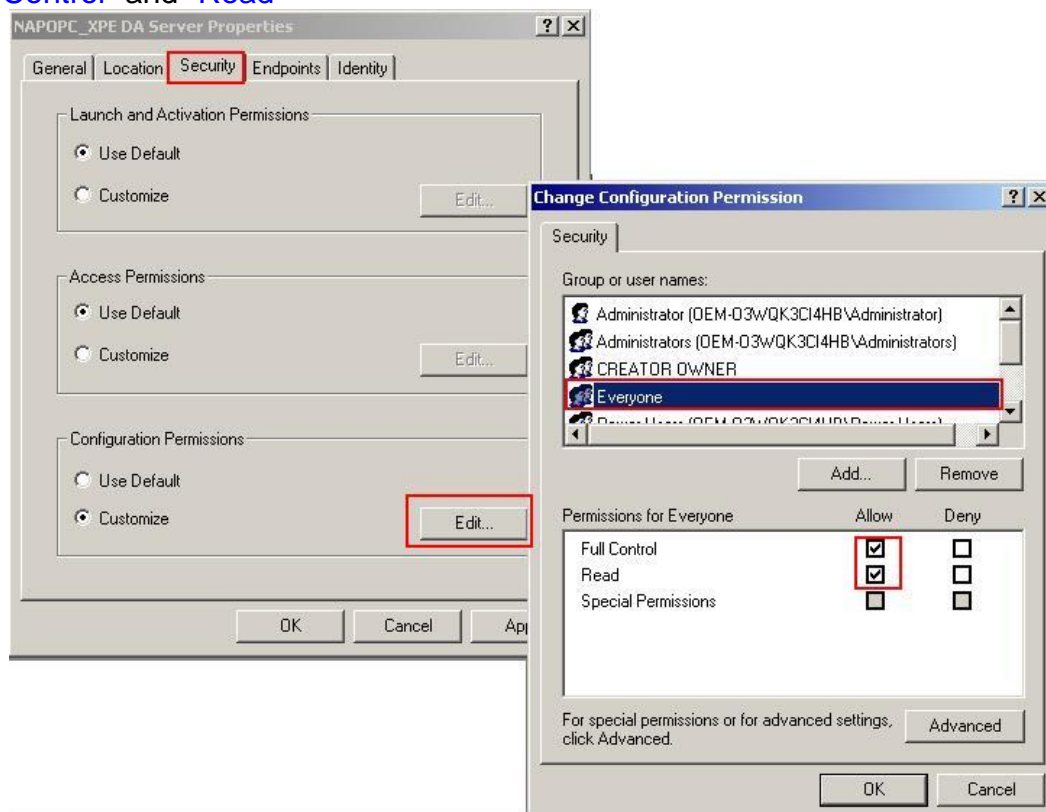 Control" and "Read"
NAPOPC_XPE DA Server Properties
General Location Security Endpoints Identity
Launch and Activation Permissions
Use Default
Customize
Edit...
Access Permissions
Use Default
Customize
Edit...
Configuration Permissions
Use Default
Customize
Edit...
OK Cancel
Change Configuration Permission
Security
Group or user names:
Administrator (OEM-O3WQK3CI4HB\Administrator)
Administrators (OEM-O3WQK3CI4HB\Administrators)
CREATOR OWNER
Everyone
Add... Remove
Permissions for Everyone Allow Deny
Full Control
Read
Special Permissions
For special permissions or for advanced settings,
click Advanced.
Advanced
OK Cancel